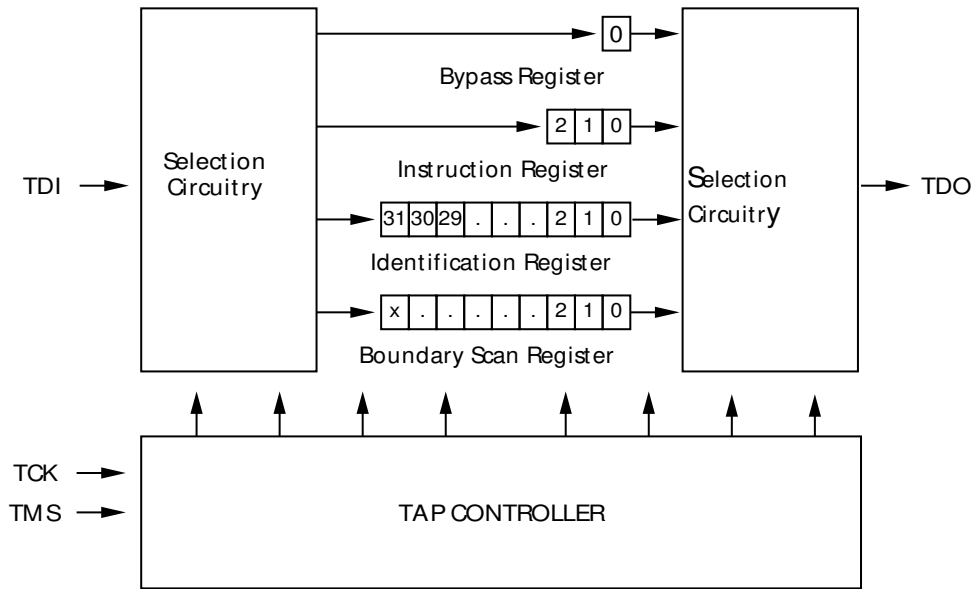 0
Bypass Register
2 1 0
Selection
Circuitry
Instruction Register
Selection
Circuitry
TDI
TDO
31 30 29 . . . 2 1 0
Identification Register
x . . . . . 2 1 0
Boundary Scan Register
TCK
TMS
TAP CONTROLLER